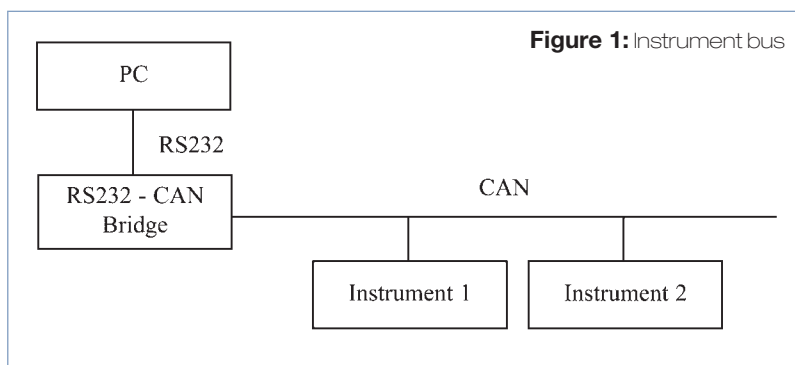 Figure 1: Instrument bus
PC
RS232
RS232 - CAN
Bridge
CAN
Instrument 1
Instrument 2